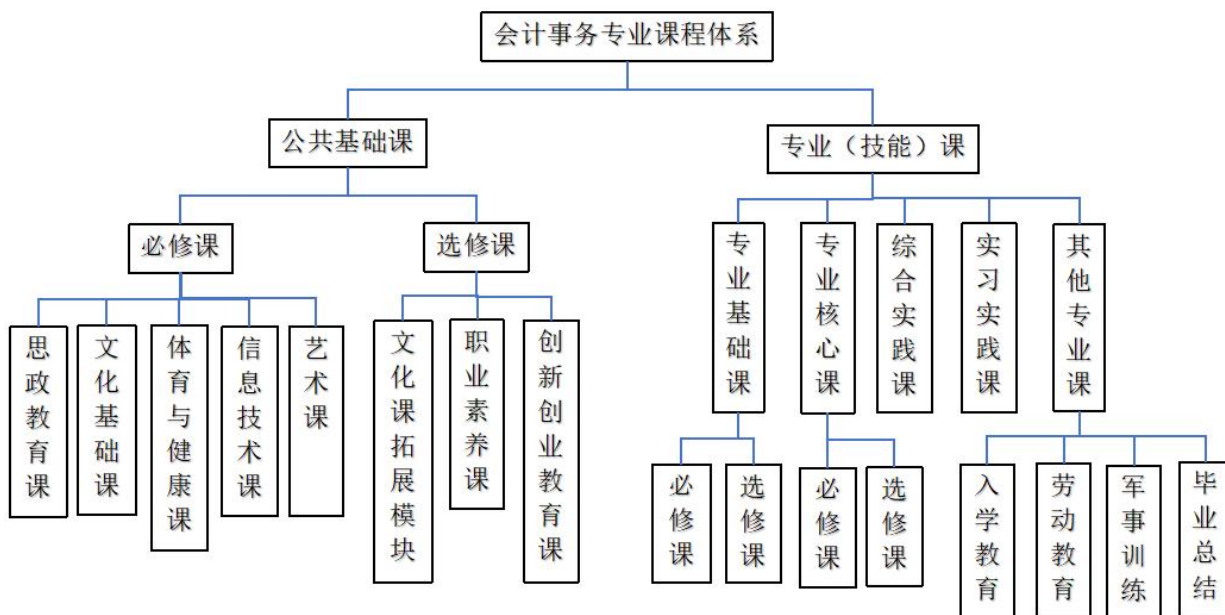 会计事务专业课程体系
公共基础课
专业（技能）课
必修课
选修课
专业基础课
专业核心课
综合实践课
实习实践课
其他专业课
思政教育课
文化基础课
体育与健康课
信息技术课
艺术课
文化课拓展模块
职业素养课
创新创业教育课
必修课
选修课
必修课
选修课
入学教育
劳动教育
军事训练
毕业总结